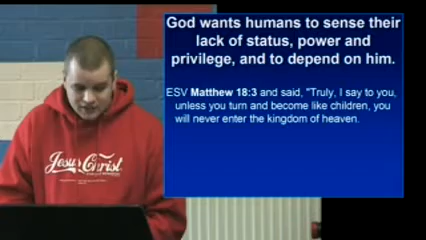 God wants humans to sense their
lack of status, power and
privilege, and to depend on him.
ESV Matthew 18:3 and said, "Truly, I say to you,
unless you turn and become like children, you
will never enter the kingdom of heaven.
Jesus Christ